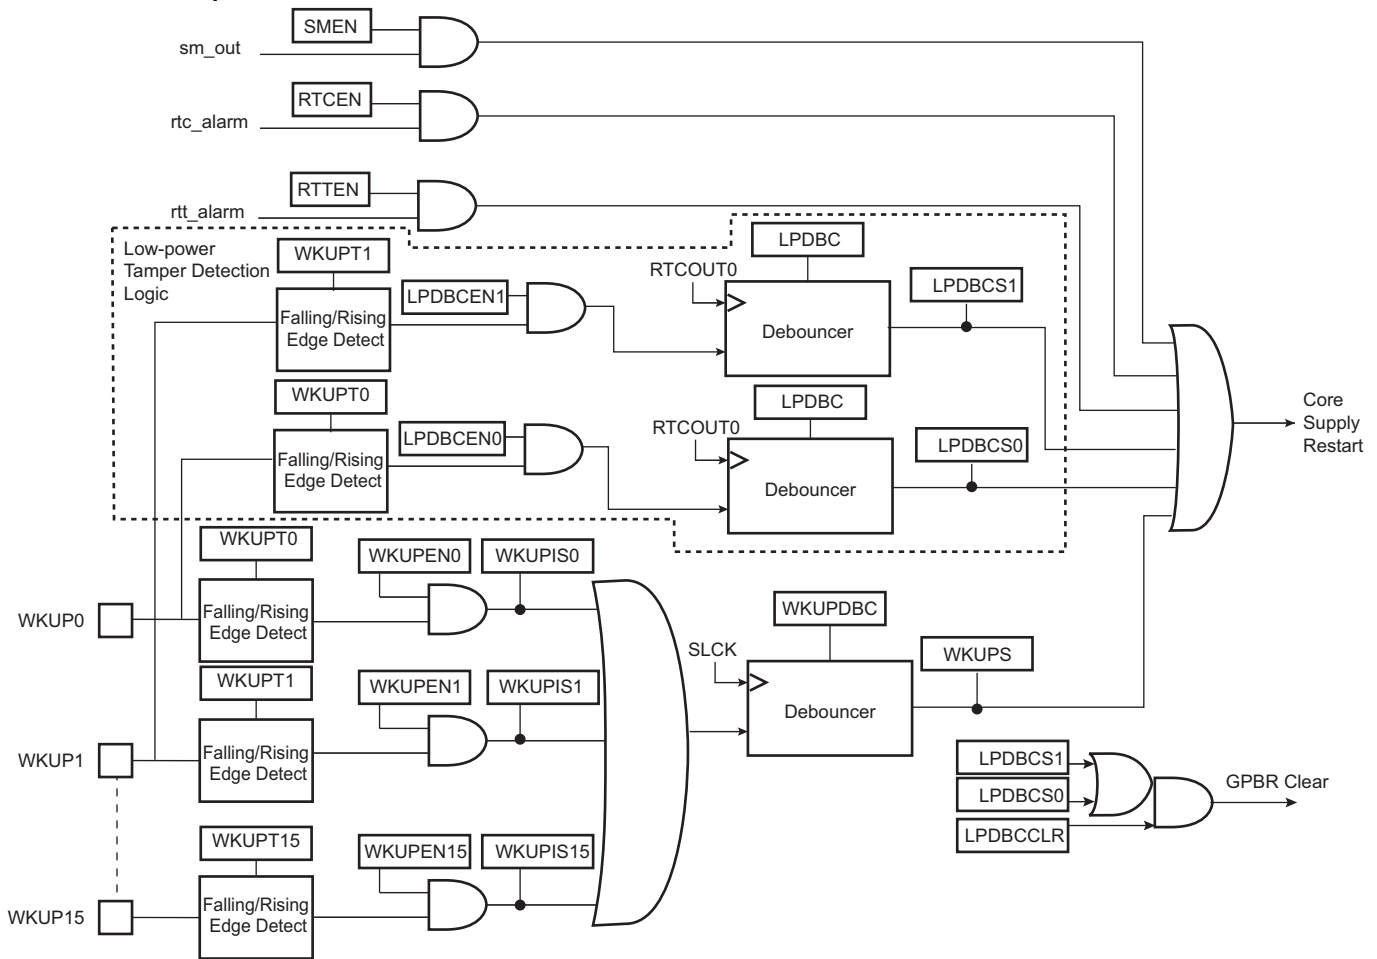 SMEN
sm_out
RTCEN
rtc_alarm
RTTEN
rtt_alarm
Low-power
Tamper Detection
Logic
WKUPT1
Falling/Rising
Edge Detect
LPDBCEN1
RTCOUT0
LPDBC
Debouncer
LPDBCS1
WKUPT0
Falling/Rising
Edge Detect
LPDBCEN0
RTCOUT0
LPDBC
Debouncer
LPDBCS0
Core
Supply
Restart
WKUP0
WKUPT0
Falling/Rising
Edge Detect
WKUPEN0
WKUPIS0
WKUP1
WKUPT1
Falling/Rising
Edge Detect
WKUPEN1
WKUPIS1
SLCK
WKUPDBC
Debouncer
WKUPS
WKUP15
WKUPT15
Falling/Rising
Edge Detect
WKUPEN15
WKUPIS15
LPDBCS1
LPDBCS0
LPDBCCLR
GPBR Clear